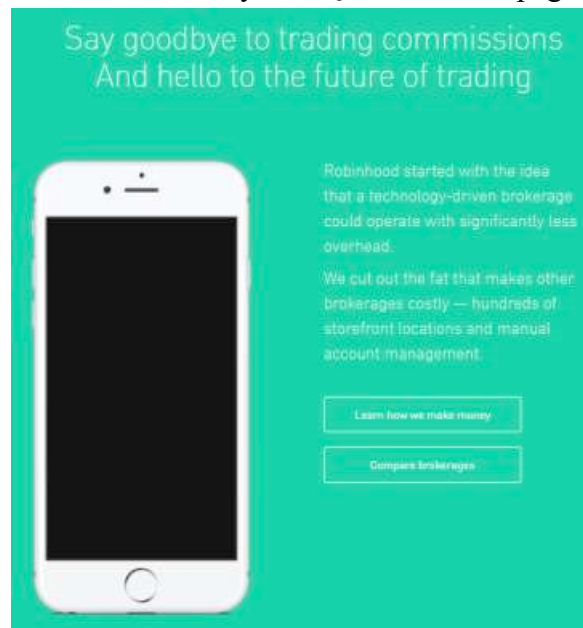 Say goodbye to trading commissions
And hello to the future of trading
Robinhood started with the idea
that a technology-driven brokerage
could operate with significantly less
overhead.
We cut out the fat that makes other
brokerages costly — hundreds of
storefront locations and manual
account management.
Learn how we make money
Compare brokerages